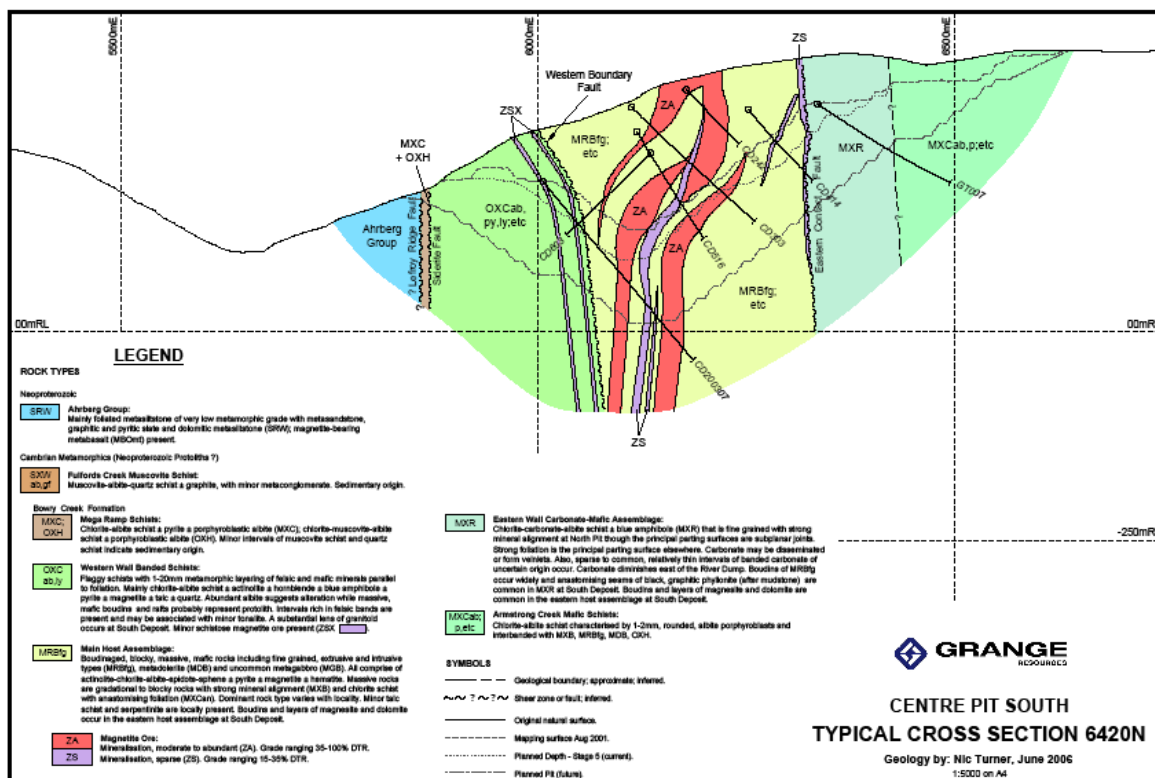 5500mE
6000mE
6500mE
ZS
Western Boundary
Fault
ZSX
ZA
MRBfg;
etc
MXC
+ OXH
MXR
MXCab,p;etc
CD244
CD914
GT007
OXCab,
py,ly;etc
Ahrberg
Group
? Lefroy Ridge Fault
Siderite Fault
CD303
ZA
CD516
ZA
Eastern Contact Fault
MRBfg;
etc
?
?
?
00mRL
00mR
CD200307
ZS
-250mR
LEGEND
ROCK TYPES
Neoproterozoic
SRW
Ahrberg Group:
Mainly foliated metasiltstone of very low metamorphic grade with metasandstone,
graphitic and pyritic slate and dolomitic metasiltstone (SRW); magnetite-bearing
metabasalt (MBOmt) present.
Cambrian Metamorphics (Neoproterozoic Protoliths ?)
SXW
ab,gf
Fulfords Creek Muscovite Schist:
Muscovite-albite-quartz schist ± graphite, with minor metaconglomerate. Sedimentary origin.
Bowry Creek Formation
MXC;
OXH
Mega Ramp Schists:
Chlorite-albite schist ± pyrite ± porphyroblastic albite (MXC); chlorite-muscovite-albite
schist ± porphyroblastic albite (OXH). Minor intervals of muscovite schist and quartz
schist indicate sedimentary origin.
OXC
ab,ly
Western Wall Banded Schists:
Flaggy schists with 1-20mm metamorphic layering of felsic and mafic minerals parallel
to foliation. Mainly chlorite-albite schist ± actinolite ± hornblende ± blue amphibole ±
pyrite ± magnetite ± talc ± quartz. Abundant albite suggests alteration while massive,
mafic boudins and rafts probably represent protolith. Intervals rich in felsic bands are
present and may be associated with minor tonalite. A substantial lens of granitoid
occurs at South Deposit. Minor schistose magnetite ore present (ZSX ).
MRBfg
Main Host Assemblage:
Boudinaged, blocky, massive, mafic rocks including fine grained, extrusive and intrusive
types (MRBfg), metadolerite (MDB) and uncommon metagabbro (MGB). All comprise of
actinolite-chlorite-albite-epidote-sphene ± pyrite ± magnetite ± hematite. Massive rocks
are gradational to blocky rocks with strong mineral alignment (MXB) and chlorite schist
with anastomising foliation (MXCan). Dominant rock type varies with locality. Minor talc
schist and serpentinite are locally present. Boudins and layers of magnesite and dolomite
occur in the eastern host assemblage at South Deposit.
ZA
Magnetite Ore:
Mineralisation, moderate to abundant (ZA). Grade ranging 35-100% DTR.
ZS
Mineralisation, sparse (ZS). Grade ranging 15-35% DTR.
MXR
Eastern Wall Carbonate-Mafic Assemblage:
Chlorite-carbonate-albite schist ± blue amphibole (MXR) that is fine grained with strong
mineral alignment at North Pit though the principal parting surfaces are subplanar joints.
Strong foliation is the principal parting surface elsewhere. Carbonate may be disseminated
or form veinlets. Also, sparse to common, relatively thin intervals of banded carbonate of
uncertain origin occur. Carbonate diminishes east of the River Dump. Boudins of MRBfg
occur widely and anastomising seams of black, graphitic phyllonite (after mudstone) are
common in MXR at South Deposit. Boudins and layers of magnesite and dolomite are
common in the eastern host assemblage at South Deposit.
MXCab;
p,etc
Armstrong Creek Mafic Schists:
Chlorite-albite schist characterised by 1-2mm, rounded, albite porphyroblasts and
interbanded with MXB, MRBfg, MDB, OXH.
SYMBOLS
Geological boundary; approximate; inferred.
Shear zone or fault; inferred.
Original natural surface.
Mapping surface Aug 2001.
Planned Depth - Stage 5 (current).
Planned Pit (future).
GRANGE
RESOURCES
CENTRE PIT SOUTH
TYPICAL CROSS SECTION 6420N
Geology by: Nic Turner, June 2006
1:5000 on A4